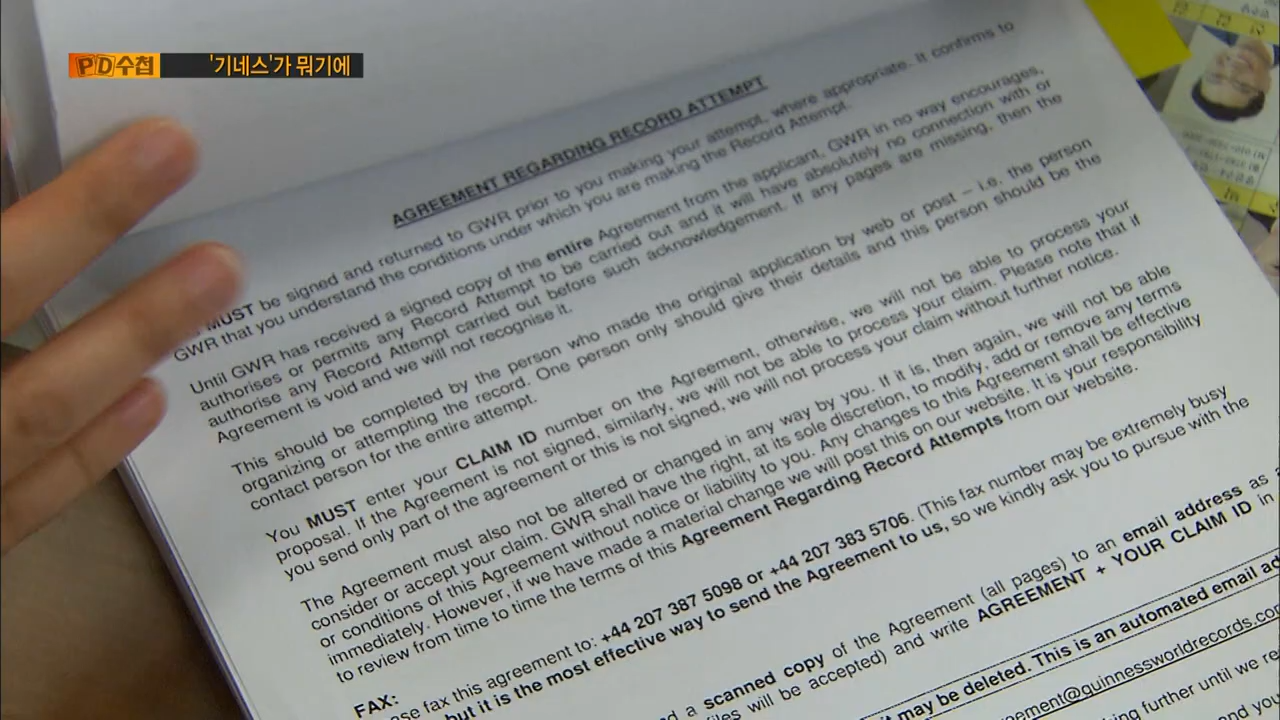 PD수첩 '기네스'가 뭐기에
AGREEMENT REGARDING RECORD ATTEMPT
MUST be signed and returned to GWR prior to you making your attempt, where appropriate. It confirms to
GWR that you understand the conditions under which you are making the Record Attempt.
Until GWR has received a signed copy of the entire Agreement from the applicant, GWR in no way encourages,
authorises or permits any Record Attempt to be carried out and it will have absolutely no connection with or
authorise any Record Attempt carried out before such acknowledgement. If any pages are missing, then the
Agreement is void and we will not recognise it.
This should be completed by the person who made the original application by web or post – i.e. the person
organizing or attempting the record. One person only should give their details and this person should be the
contact person for the entire attempt.
You MUST enter your CLAIM ID number on the Agreement, otherwise, we will not be able to process your
proposal. If the Agreement is not signed, similarly, we will not be able to process your claim. Please note that if
you send only part of the agreement or this is not signed, we will not process your claim without further notice.
The Agreement must also not be altered or changed in any way by you. If it is, then again, we will not be able
consider or accept your claim. GWR shall have the right, at its sole discretion, to modify, add or remove any terms
or conditions of this Agreement without notice or liability to you. Any changes to this Agreement shall be effective
immediately. However, if we have made a material change we will post this on our website. It is your responsibility
to review from time to time the terms of this Agreement Regarding Record Attempts from our website.
FAX:
fax this agreement to: +44 207 387 5098 or +44 207 383 5706. (This fax number may be extremely busy
but it is the most effective way to send the Agreement to us, so we kindly ask you to pursue with the
a scanned copy of the Agreement (all pages) to an email address as
will be accepted) and write AGREEMENT + YOUR CLAIM ID in
it may be deleted. This is an automated email
@guinnessworldrecords.co
further until we